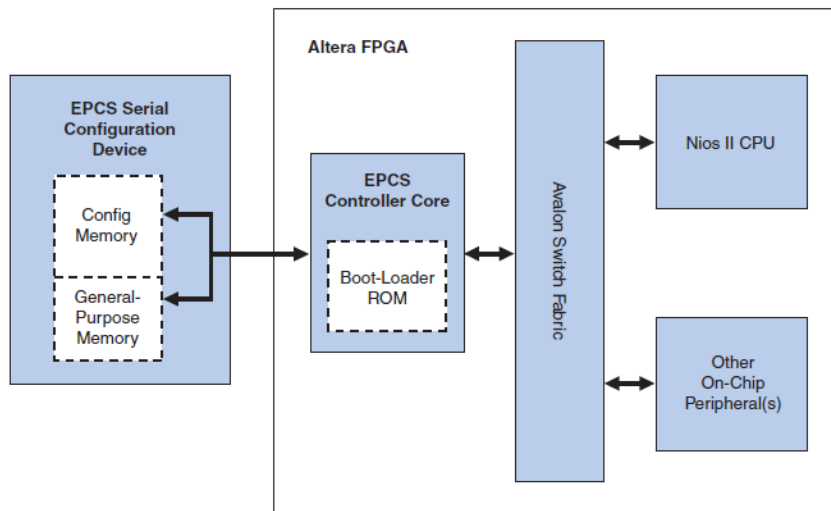 Altera FPGA
EPCS Serial
Configuration
Device
Config
Memory
General-
Purpose
Memory
EPCS
Controller Core
Boot-Loader
ROM
Avalon Switch Fabric
Nios II CPU
Other
On-Chip
Peripheral(s)